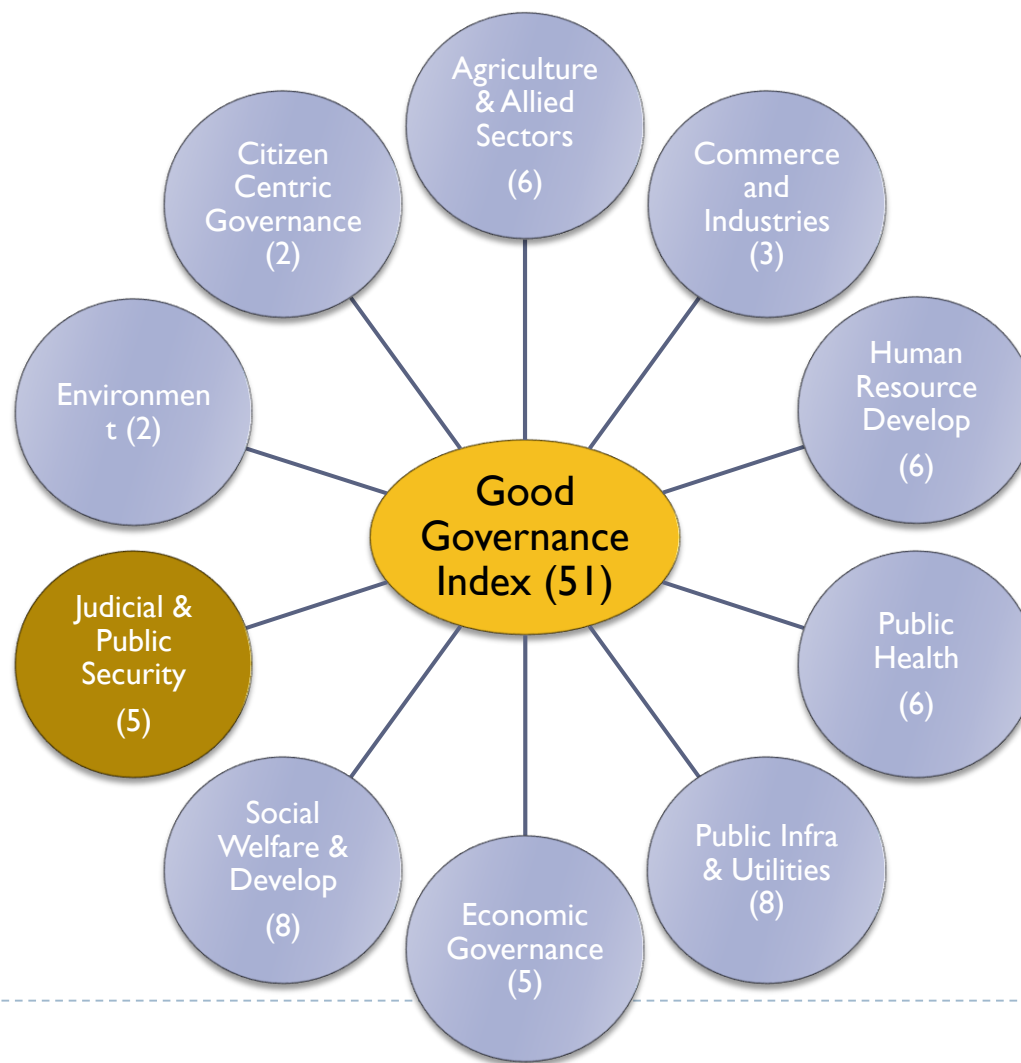 Agriculture
& Allied
Sectors
(6)
Commerce
and
Industries
(3)
Human
Resource
Develop
(6)
Public
Health
(6)
Public Infra
& Utilities
(8)
Economic
Governance
(5)
Social
Welfare &
Develop
(8)
Judicial &
Public
Security
(5)
Environmen
t (2)
Citizen
Centric
Governance
(2)
Good
Governance
Index (51)